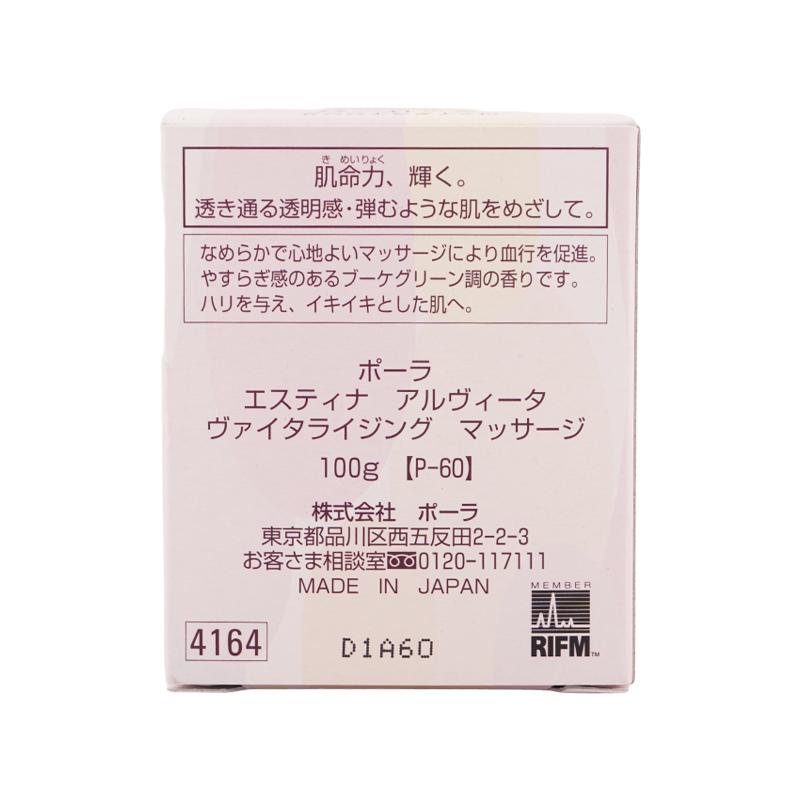 き めいりょく
肌命力、輝く。
透き通る透明感・弾むような肌をめざして。
なめらかで心地よいマッサージにより血行を促進。
やすらぎ感のあるブーケグリーン調の香りです。
ハリを与え、イキイキとした肌へ。
ポーラ
エスティナ アルヴィータ
ヴァイタライジング マッサージ
100g 【P-60】
株式会社 ポーラ
東京都品川区西五反田2-2-3
お客さま相談室0120-117111
MADE IN JAPAN
MEMBER
RIFM™
4164
D1A60